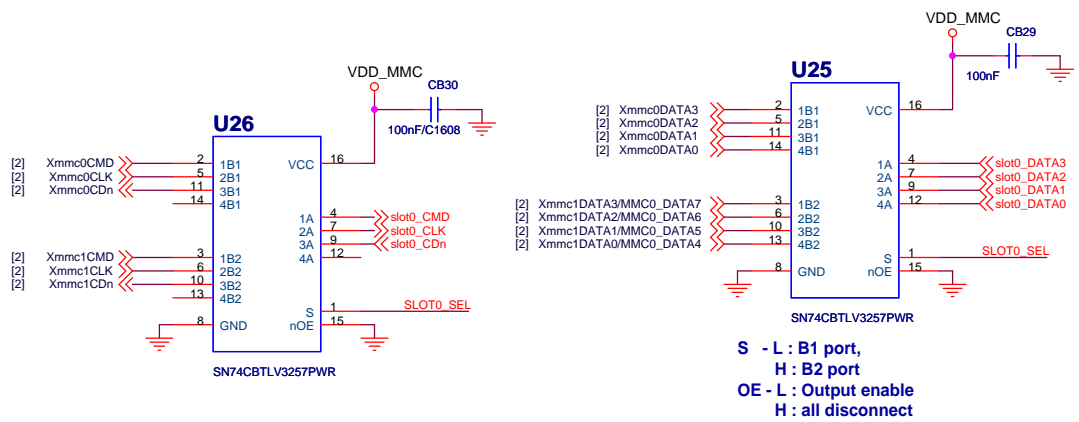 VDD_MMC
CB30
100nF/C1608
U26
[2] Xmmc0CMD 2 1B1 VCC 16
[2] Xmmc0CLK 5 2B1
[2] Xmmc0CDn 11 3B1
14 4B1
1A 4 slot0_CMD
2A 7 slot0_CLK
3A 9 slot0_CDn
[2] Xmmc1CMD 3 1B2 4A 12
[2] Xmmc1CLK 6 2B2
[2] Xmmc1CDn 10 3B2
13 4B2
S 1 SLOT0_SEL
8 GND nOE 15
SN74CBTLV3257PWR
VDD_MMC
CB29
100nF
U25
[2] Xmmc0DATA3 2 1B1 VCC 16
[2] Xmmc0DATA2 5 2B1
[2] Xmmc0DATA1 11 3B1
[2] Xmmc0DATA0 14 4B1
1A 4 slot0_DATA3
2A 7 slot0_DATA2
3A 9 slot0_DATA1
[2] Xmmc1DATA3/MMC0_DATA7 3 1B2 4A 12 slot0_DATA0
[2] Xmmc1DATA2/MMC0_DATA6 6 2B2
[2] Xmmc1DATA1/MMC0_DATA5 10 3B2
[2] Xmmc1DATA0/MMC0_DATA4 13 4B2
S 1 SLOT0_SEL
8 GND nOE 15
SN74CBTLV3257PWR
S - L : B1 port,
H : B2 port
OE - L : Output enable
H : all disconnect